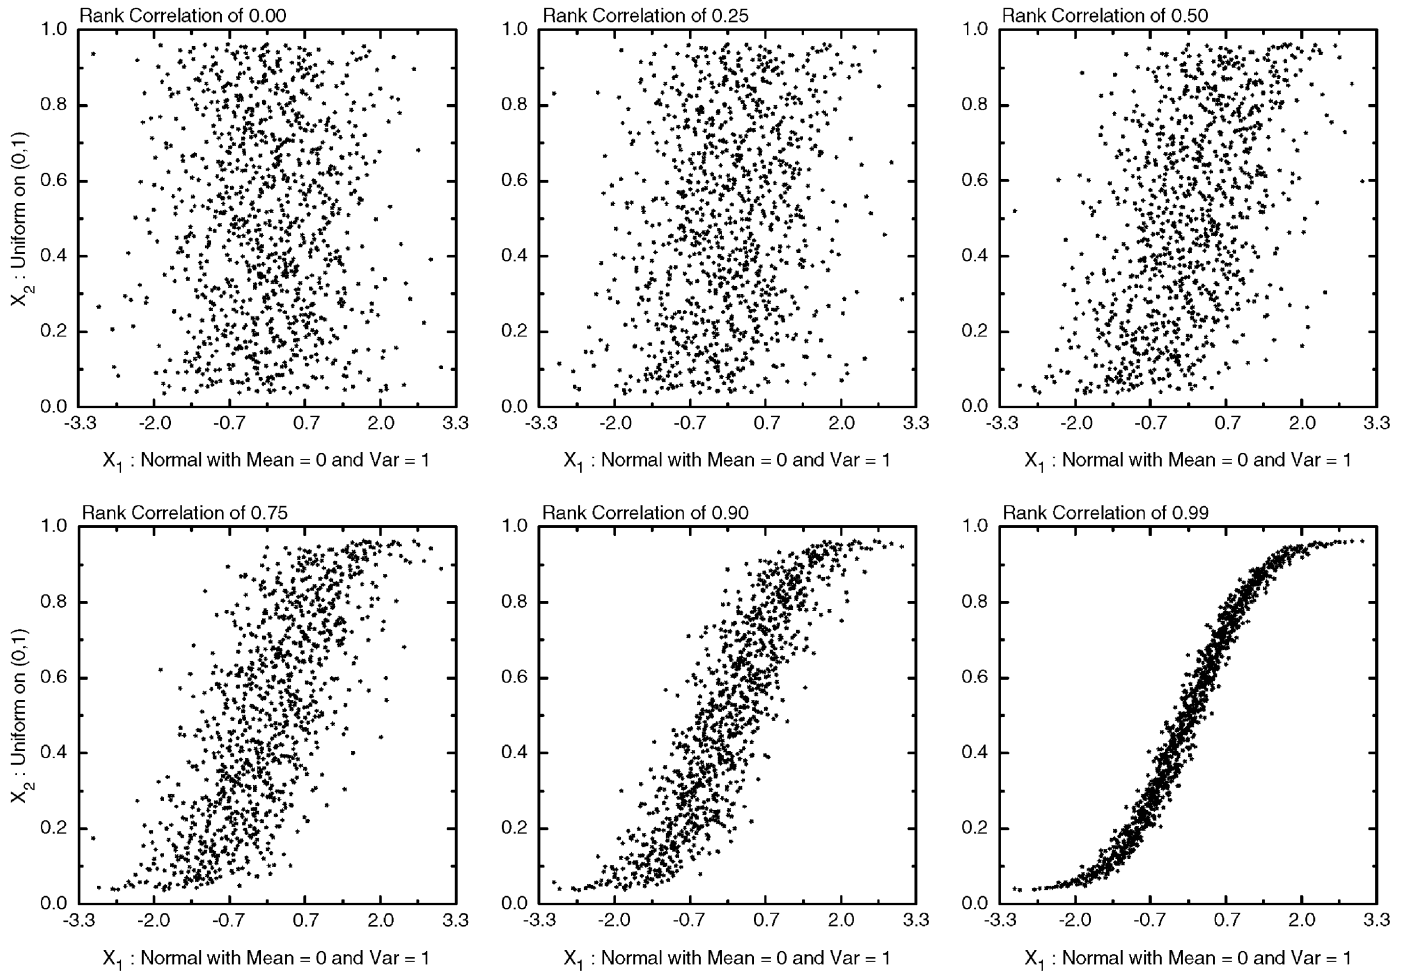 Rank Correlation of 0.00
1.0
0.8
0.6
0.4
0.2
0.0
X2 : Uniform on (0,1)
-3.3 -2.0 -0.7 0.7 2.0 3.3
X1 : Normal with Mean = 0 and Var = 1
Rank Correlation of 0.25
1.0
0.8
0.6
0.4
0.2
0.0
-3.3 -2.0 -0.7 0.7 2.0 3.3
X1 : Normal with Mean = 0 and Var = 1
Rank Correlation of 0.50
1.0
0.8
0.6
0.4
0.2
0.0
-3.3 -2.0 -0.7 0.7 2.0 3.3
X1 : Normal with Mean = 0 and Var = 1
Rank Correlation of 0.75
1.0
0.8
0.6
0.4
0.2
0.0
X2 : Uniform on (0,1)
-3.3 -2.0 -0.7 0.7 2.0 3.3
X1 : Normal with Mean = 0 and Var = 1
Rank Correlation of 0.90
1.0
0.8
0.6
0.4
0.2
0.0
-3.3 -2.0 -0.7 0.7 2.0 3.3
X1 : Normal with Mean = 0 and Var = 1
Rank Correlation of 0.99
1.0
0.8
0.6
0.4
0.2
0.0
-3.3 -2.0 -0.7 0.7 2.0 3.3
X1 : Normal with Mean = 0 and Var = 1